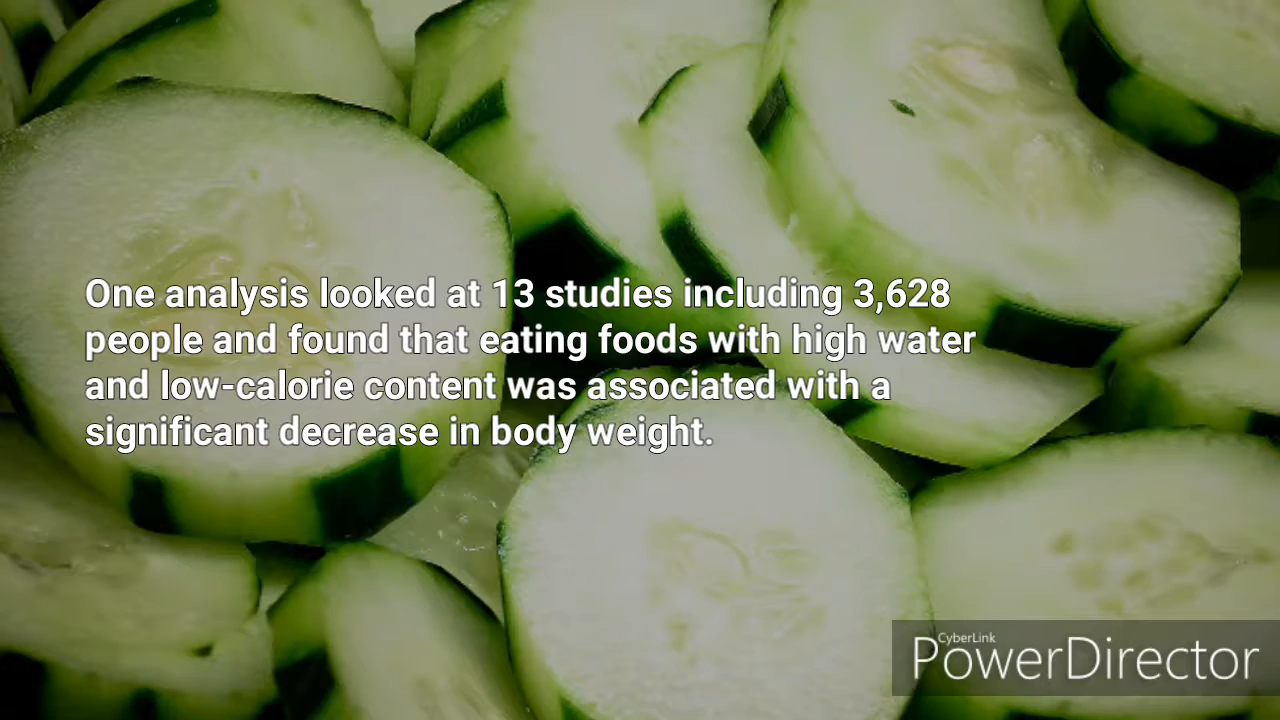 One analysis looked at 13 studies including 3,628
people and found that eating foods with high water
and low-calorie content was associated with a
significant decrease in body weight.
CyberLink
PowerDirector